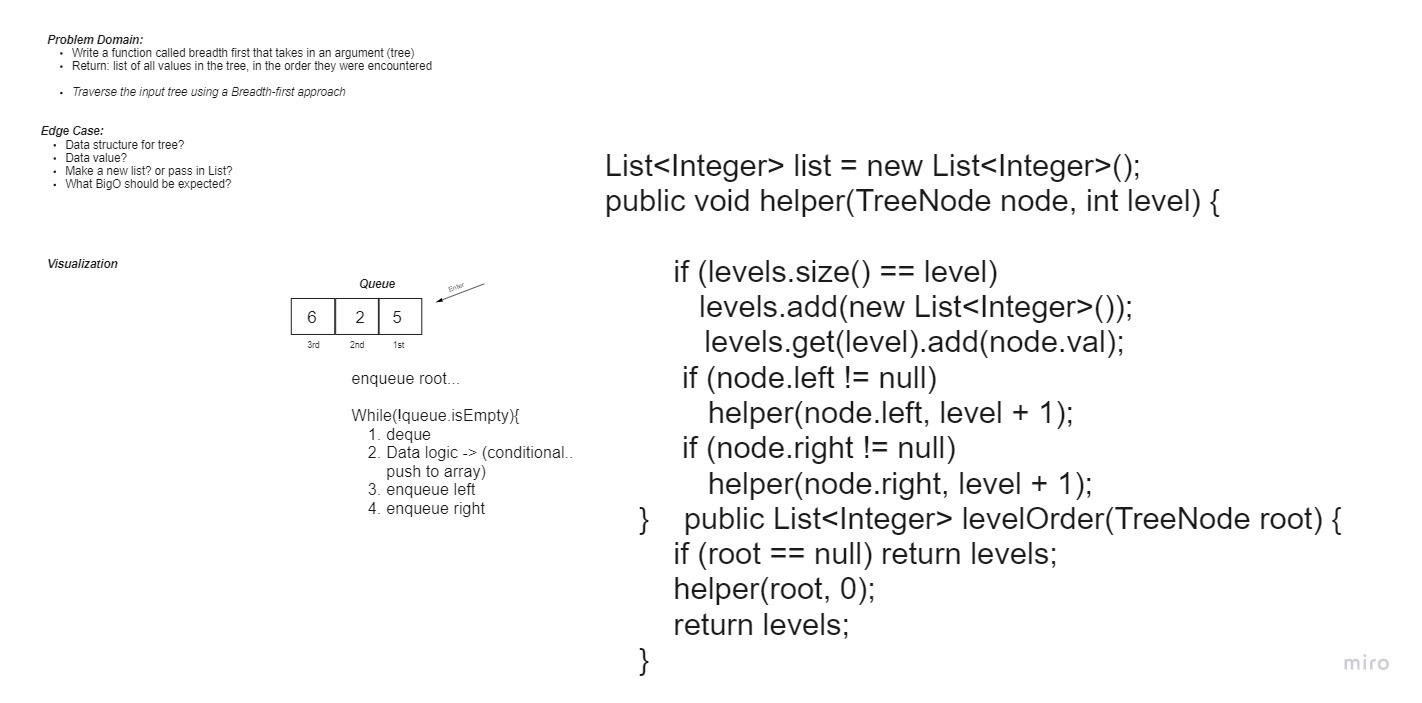 Problem Domain:
• Write a function called breadth first that takes in an argument (tree)
• Return: list of all values in the tree, in the order they were encountered
• Traverse the input tree using a Breadth-first approach
Edge Case:
• Data structure for tree?
• Data value?
• Make a new list? or pass in List?
• What BigO should be expected?
Visualization
Queue
Enter
6 2 5
3rd 2nd 1st
enqueue root...
While(!queue.isEmpty){
1. deque
2. Data logic -> (conditional..
push to array)
3. enqueue left
4. enqueue right
List<Integer> list = new List<Integer>();
public void helper(TreeNode node, int level) {
if (levels.size() == level)
levels.add(new List<Integer>());
levels.get(level).add(node.val);
if (node.left != null)
helper(node.left, level + 1);
if (node.right != null)
helper(node.right, level + 1);
} public List<Integer> levelOrder(TreeNode root) {
if (root == null) return levels;
helper(root, 0);
return levels;
}
miro